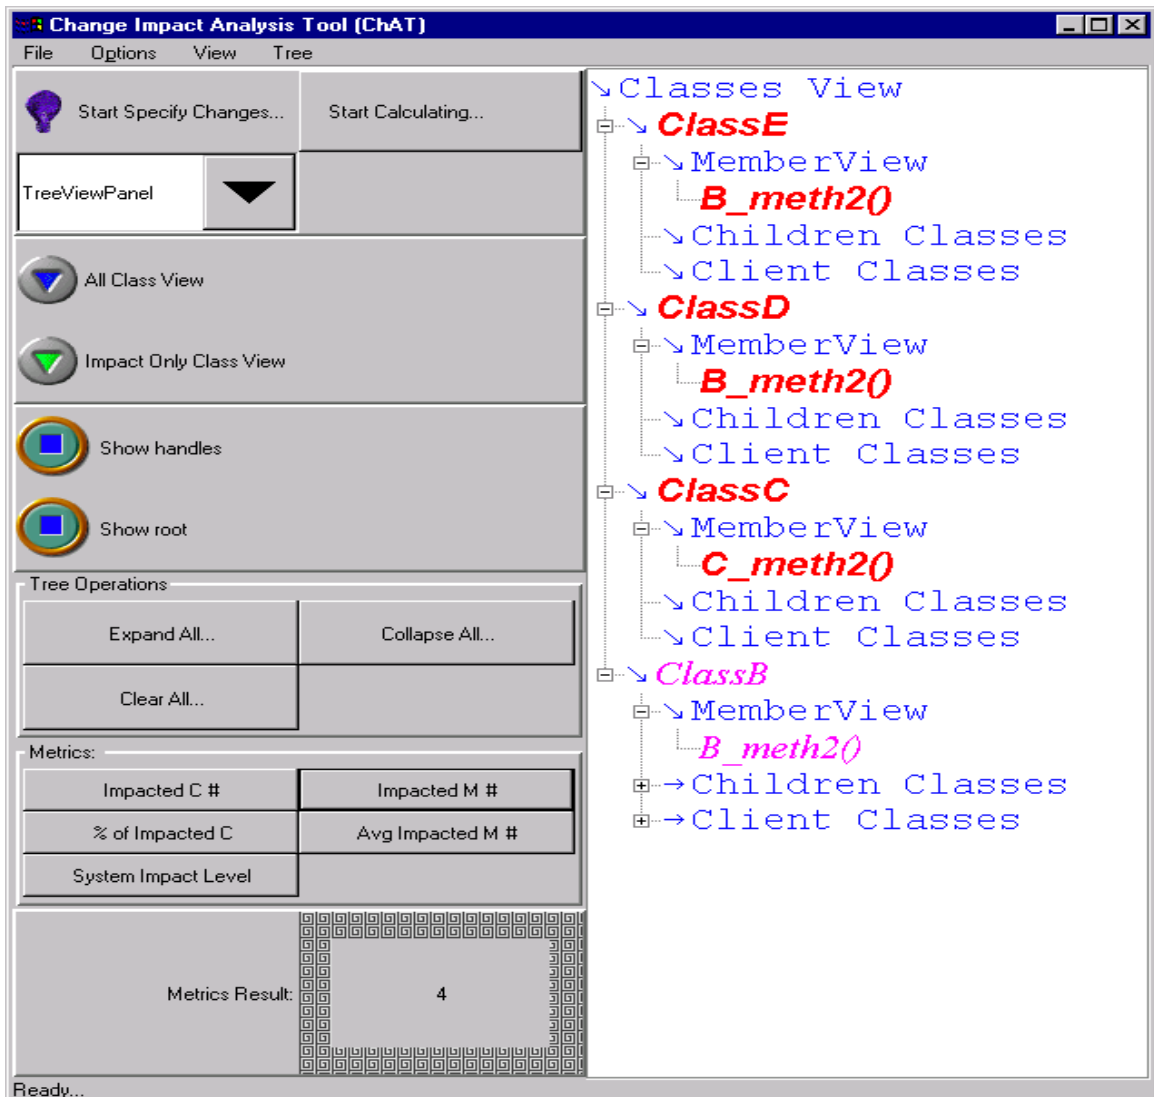 Change Impact Analysis Tool (ChAT)
File Options View Tree
Start Specify Changes... Start Calculating...
TreeViewPanel
All Class View
Impact Only Class View
Show handles
Show root
Tree Operations
Expand All... Collapse All...
Clear All...
Metrics:
Impacted C # Impacted M #
% of Impacted C Avg Impacted M #
System Impact Level
Metrics Result: 4
Classes View
ClassE
MemberView
B_meth2()
Children Classes
Client Classes
ClassD
MemberView
B_meth2()
Children Classes
Client Classes
ClassC
MemberView
C_meth2()
Children Classes
Client Classes
ClassB
MemberView
B_meth2()
Children Classes
Client Classes
Ready...